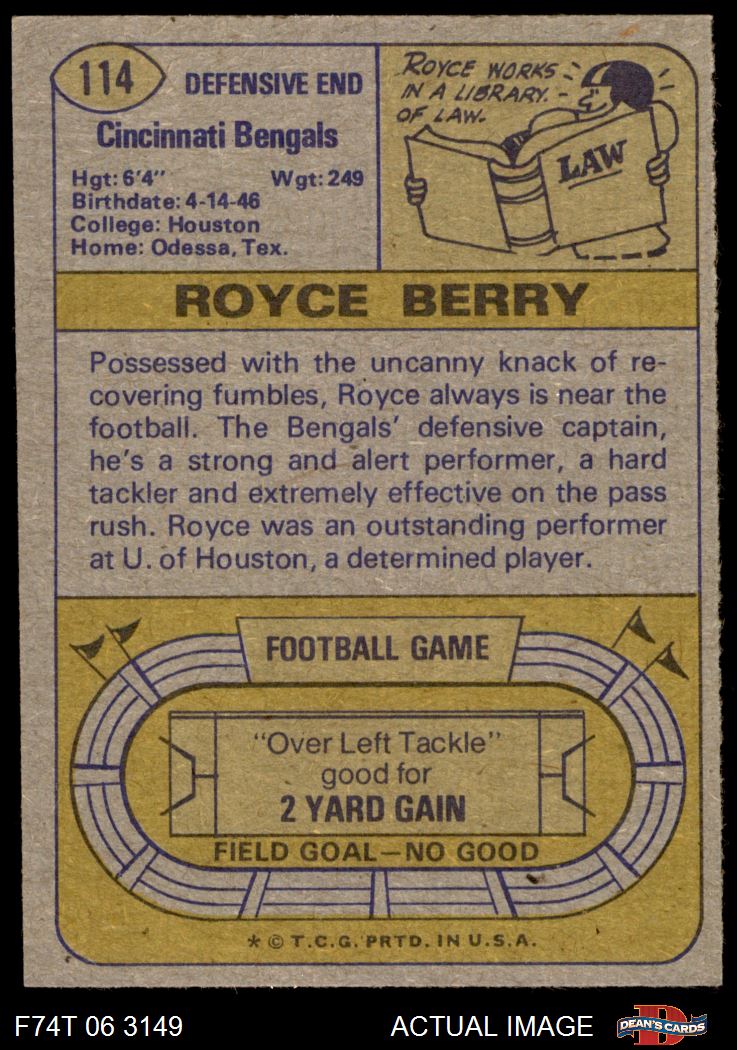 114
DEFENSIVE END
Cincinnati Bengals
Hgt: 6'4" Wgt: 249
Birthdate: 4-14-46
College: Houston
Home: Odessa, Tex.
ROYCE WORKS
IN A LIBRARY
OF LAW.
LAW
ROYCE BERRY
Possessed with the uncanny knack of re-
covering fumbles, Royce always is near the
football. The Bengals' defensive captain,
he's a strong and alert performer, a hard
tackler and extremely effective on the pass
rush. Royce was an outstanding performer
at U. of Houston, a determined player.
FOOTBALL GAME
"Over Left Tackle"
good for
2 YARD GAIN
FIELD GOAL—NO GOOD
* © T.C.G. PRTD. IN U.S.A.
F74T 06 3149 ACTUAL IMAGE
D
DEAN'S CARDS